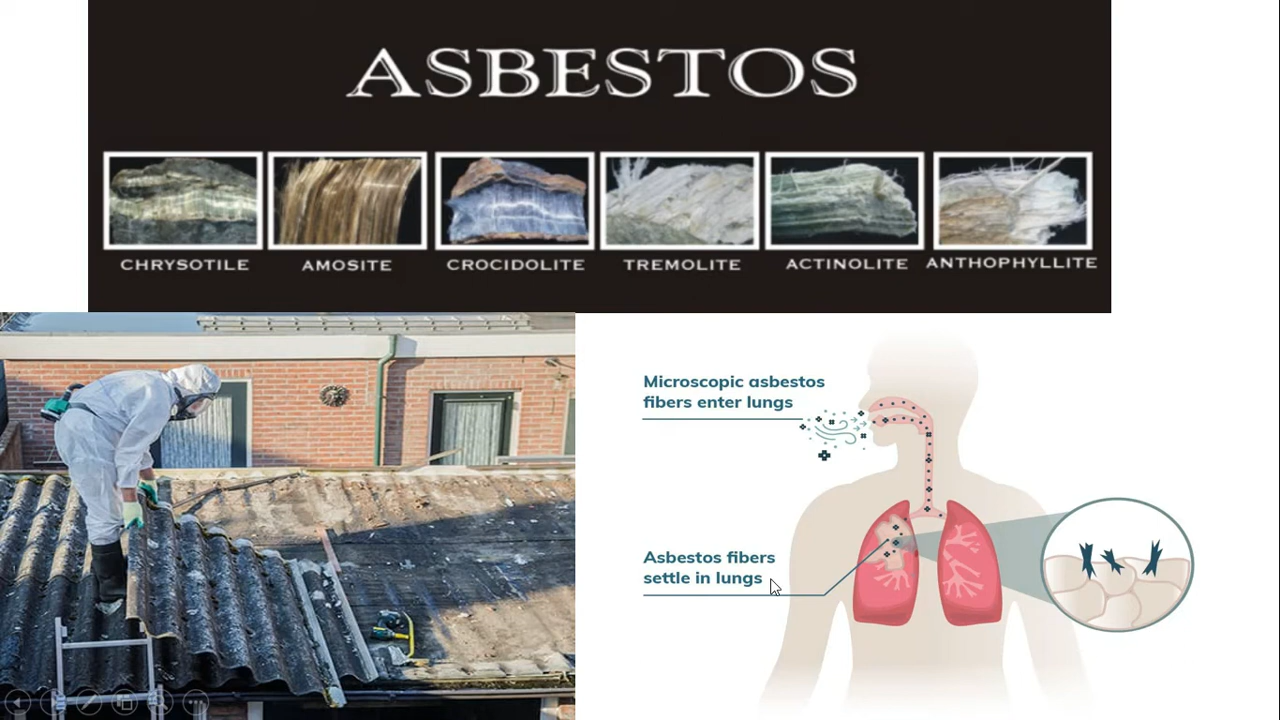 ASBESTOS
CHRYSOTILE
AMOSITE
CROCIDOLITE
TREMOLITE
ACTINOLITE
ANTHOPHYLLITE
Microscopic asbestos
fibers enter lungs
Asbestos fibers
settle in lungs